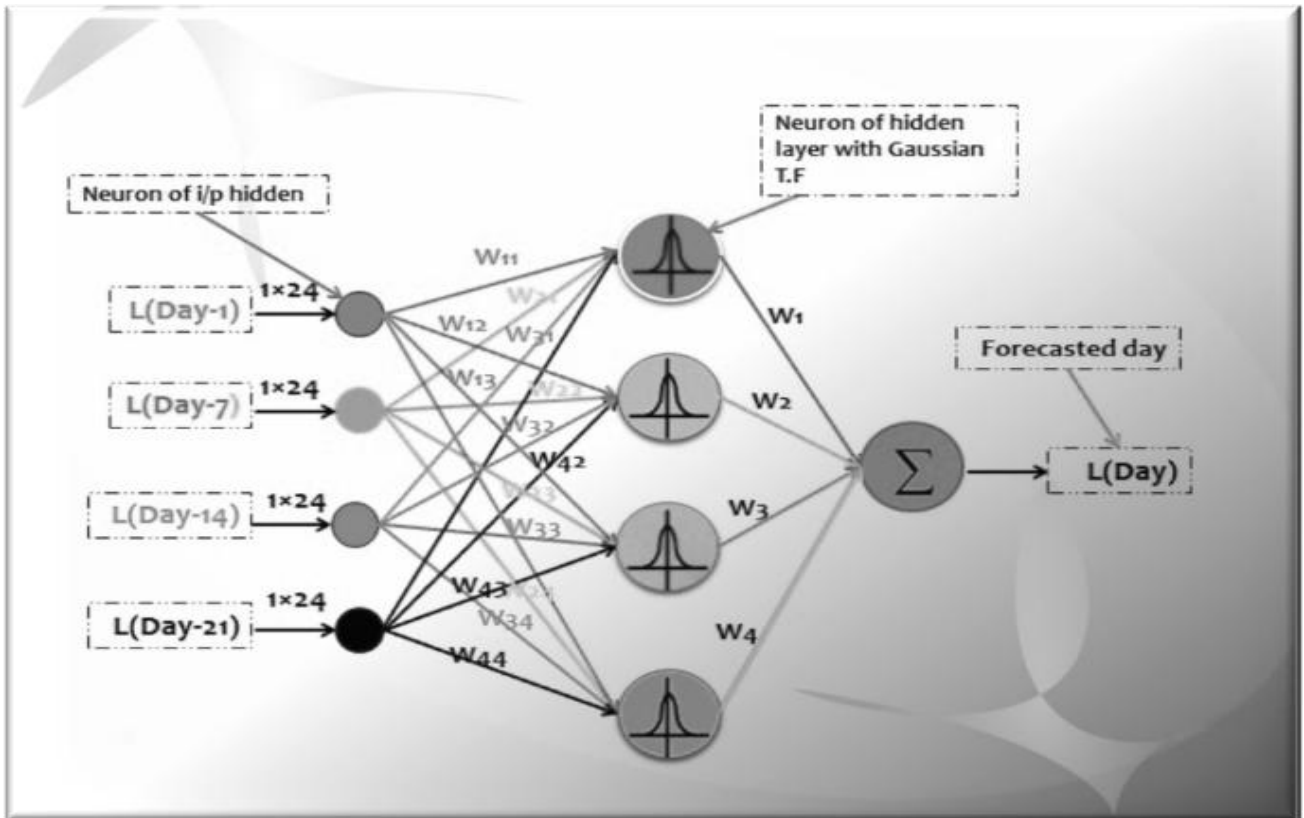 Neuron of hidden
layer with Gaussian
T.F
Neuron of i/p hidden
L(Day-1)
1×24
L(Day-7)
1×24
L(Day-14)
1×24
L(Day-21)
1×24
W11
W12
W31
W13
W22
W32
W42
W33
W43
W34
W44
W1
W2
W3
W4
Σ
Forecasted day
L(Day)